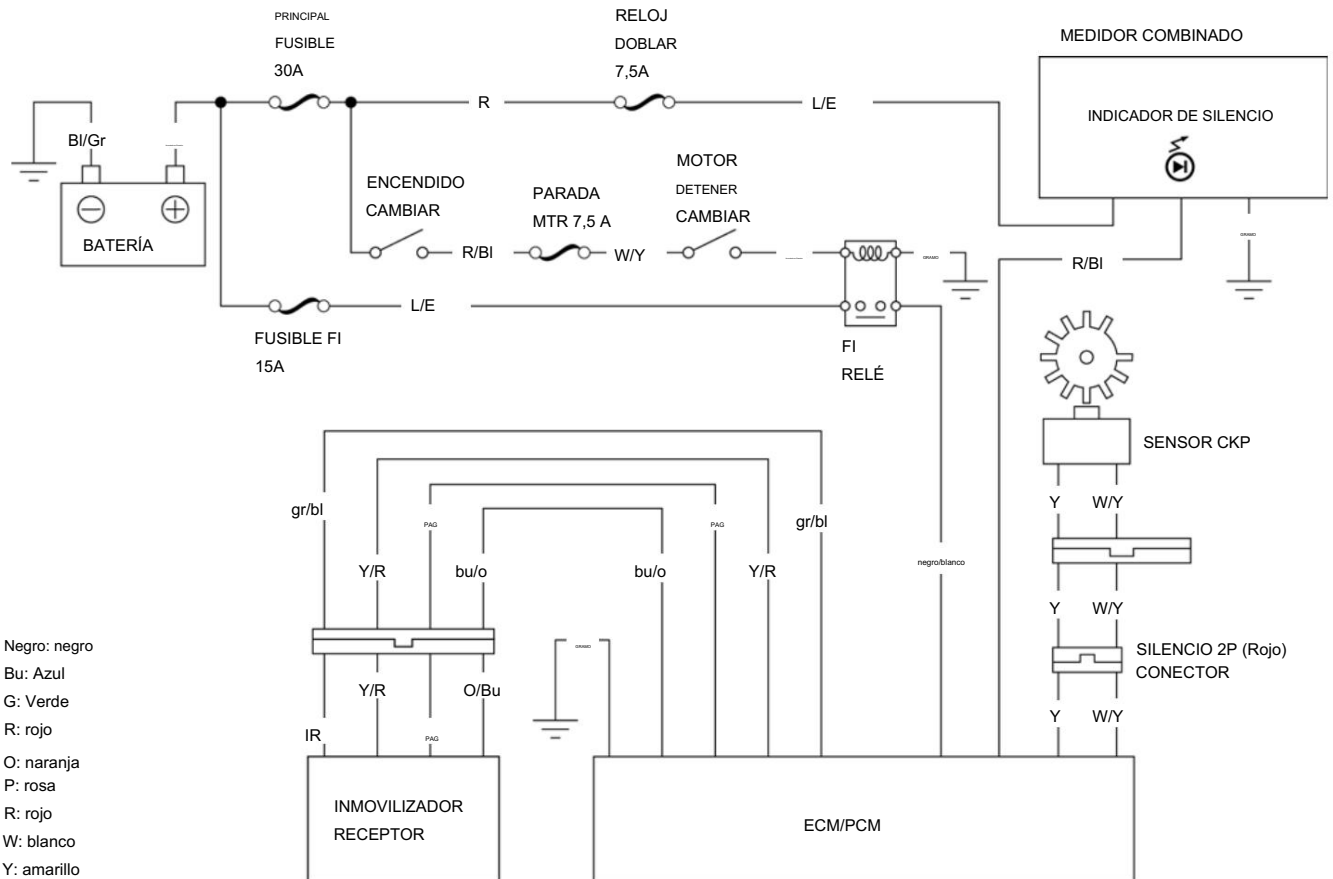 PRINCIPAL
FUSIBLE
30A
RELOJ
DOBLAR
7,5A
MEDIDOR COMBINADO
R
L/E
INDICADOR DE SILENCIO
Bl/Gr
BATERÍA
ENCENDIDO
CAMBIAR
R/Bl
PARADA
MTR 7,5 A
W/Y
MOTOR
DETENER
CAMBIAR
GRAMO
R/Bl
GRAMO
FUSIBLE FI
15A
L/E
FI
RELÉ
SENSOR CKP
Y
W/Y
gr/bl
Y/R
PAG
bu/o
bu/o
PAG
Y/R
gr/bl
negro/blanco
Y
W/Y
SILENCIO 2P (Rojo)
CONECTOR
Y
W/Y
GRAMO
IR
Y/R
PAG
O/Bu
INMOVILIZADOR
RECEPTOR
ECM/PCM
Negro: negro
Bu: Azul
G: Verde
R: rojo
O: naranja
P: rosa
R: rojo
W: blanco
Y: amarillo